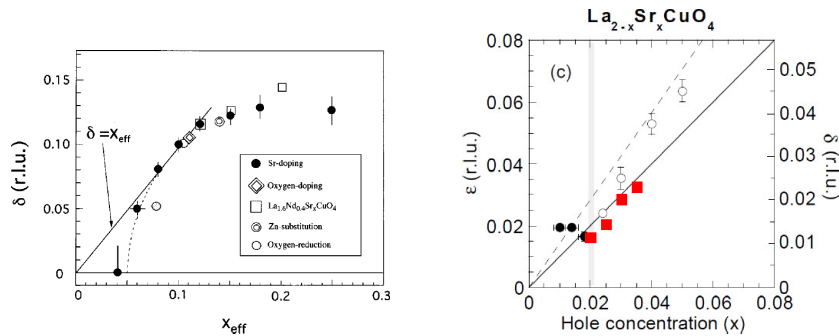 δ (r.l.u.)
0.15
0.10
0.05
0
δ = x_eff
Sr-doping
Oxygen-doping
La₁.₆Nd₀.₄SrₓCuO₄
Zn-substitution
Oxygen-reduction
0
0.1
0.2
0.3
x_eff
La₂₋ₓSrₓCuO₄
(c)
ε (r.l.u.)
0.08
0.06
0.04
0.02
0
0
0.02
0.04
0.06
0.08
Hole concentration (x)
0.05
0.04
0.03
0.02
0.01
0.00
δ (r.l.u.)